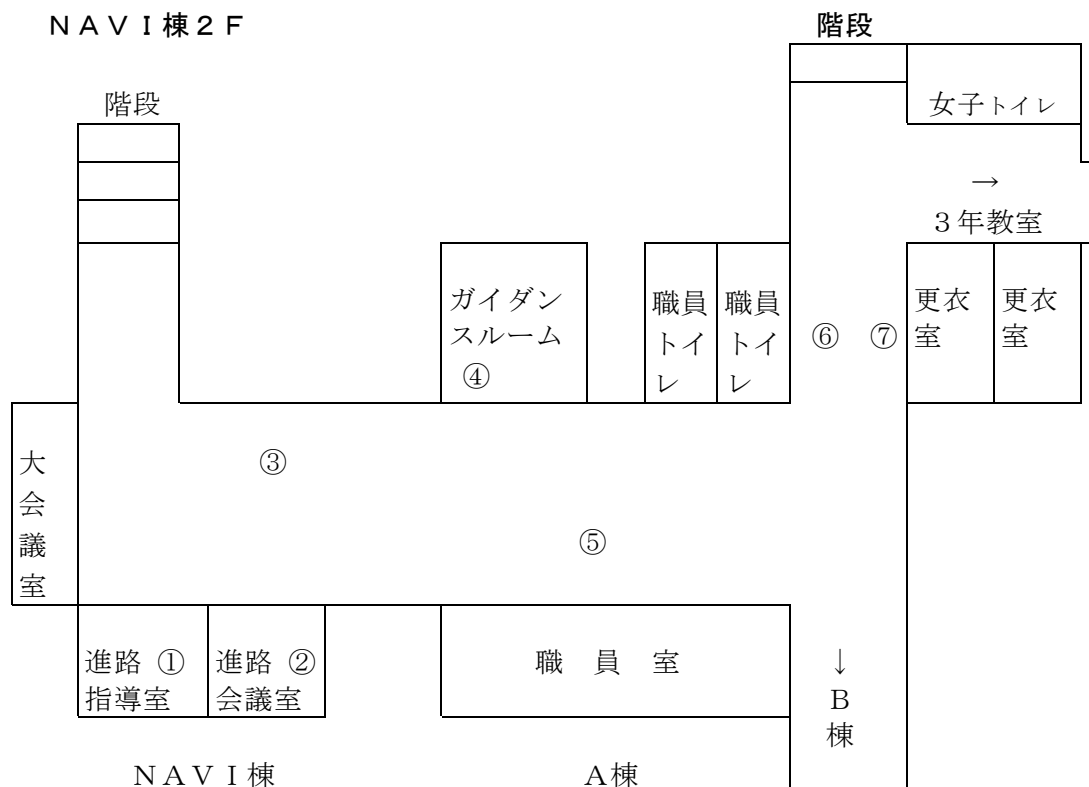 ＮＡＶＩ棟２Ｆ
階段
階段
女子トイレ
→
３年教室
ガイダン
スルーム
④
職員
トイ
レ
職員
トイ
レ
⑥ ⑦
更衣
室
更衣
室
大
会
議
室
③
⑤
進路 ①
指導室
進路 ②
会議室
職 員 室
↓
Ｂ
棟
ＮＡＶＩ棟
Ａ棟